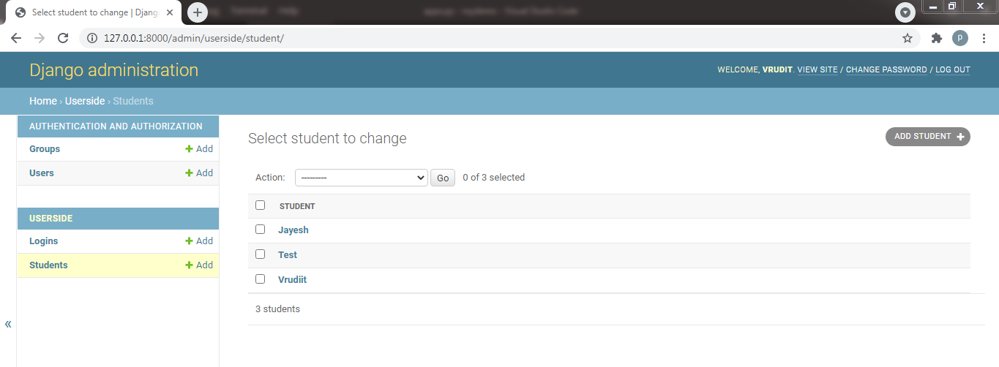 Select student to change | Djang
Terminal Help
127.0.0.1:8000/admin/userside/student/
p
Django administration
WELCOME, VRUDIT. VIEW SITE / CHANGE PASSWORD / LOG OUT
Home › Userside › Students
AUTHENTICATION AND AUTHORIZATION
Groups + Add
Users + Add
USERSIDE
Logins + Add
Students + Add
«
Select student to change
ADD STUDENT +
Action: --------- Go 0 of 3 selected
STUDENT
Jayesh
Test
Vrudiit
3 students